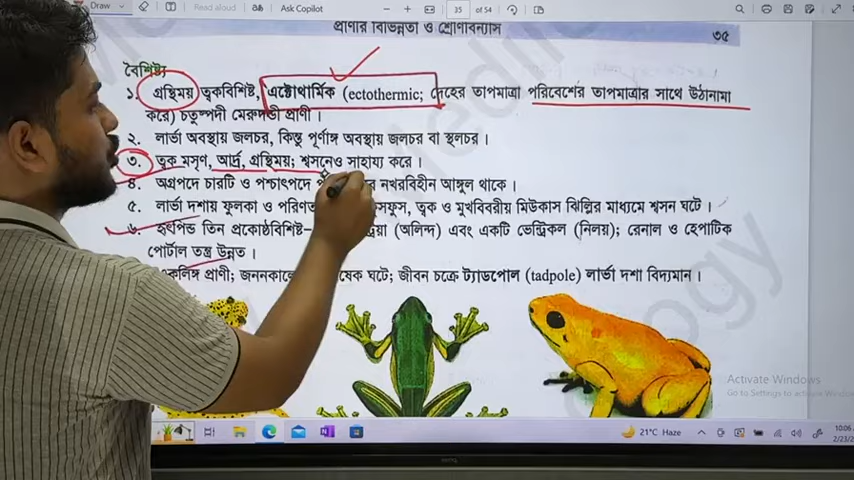 Draw
Read aloud
Ask Copilot
35 of 54
প্রাণীর বিভিন্নতা ও শ্রেণিবিন্যাস
৩৫
বৈশিষ্ট্য
১. গ্রন্থিময় ত্বকবিশিষ্ট, এক্টোথার্মিক (ectothermic; দেহের তাপমাত্রা পরিবেশের তাপমাত্রার সাথে উঠানামা
করে) চতুষ্পদী মেরুদণ্ডী প্রাণী।
২. লার্ভা অবস্থায় জলচর, কিন্তু পূর্ণাঙ্গ অবস্থায় জলচর বা স্থলচর।
৩. ত্বক মসৃণ, আর্দ্র, গ্রন্থিময়; শ্বসনেও সাহায্য করে।
৪. অগ্রপদে চারটি ও পশ্চাৎপদে নখরবিহীন আঙ্গুল থাকে।
৫. লার্ভা দশায় ফুলকা ও পরিণত ত্বক ও মুখবিবরীয় মিউকাস ঝিল্লির মাধ্যমে শ্বসন ঘটে।
৬. হৃৎপিন্ড তিন প্রকোষ্ঠবিশিষ্ট- (অলিন্দ) এবং একটি ভেন্ট্রিকল (নিলয়); রেনাল ও হেপাটিক
পোর্টাল তন্ত্র উন্নত।
একলিঙ্গ প্রাণী; ঘটে; জীবন চক্রে ট্যাডপোল (tadpole) লার্ভা দশা বিদ্যমান।
Activate Windows
Go to Settings to activate Windows.
21°C Haze
10:06